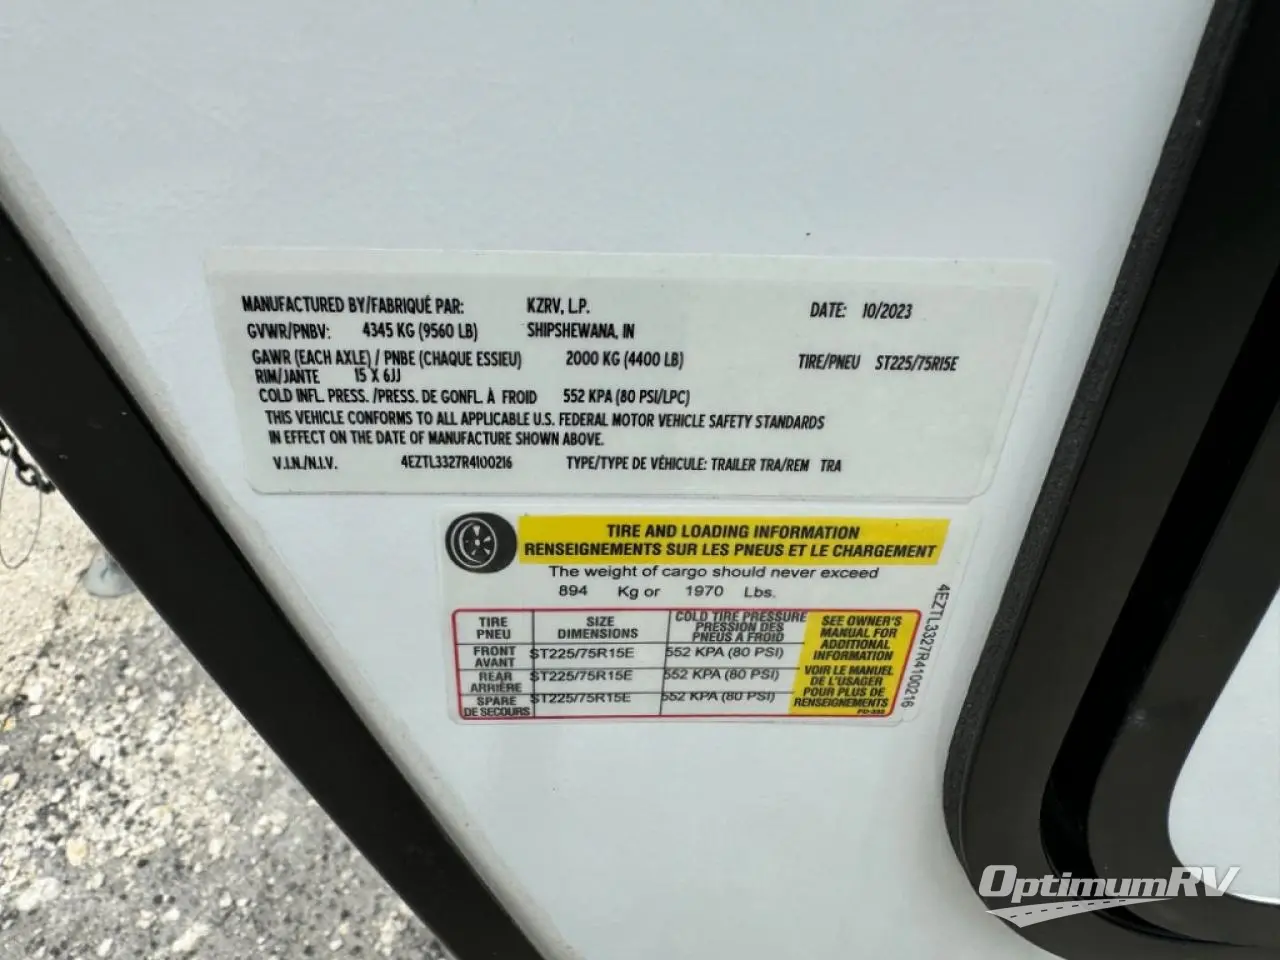 MANUFACTURED BY/FABRIQUÉ PAR: KZRV, L.P. DATE: 10/2023
GVWR/PNBV: 4345 KG (9560 LB) SHIPSHEWANA, IN
GAWR (EACH AXLE) / PNBE (CHAQUE ESSIEU) 2000 KG (4400 LB) TIRE/PNEU ST225/75R15E
RIM/JANTE 15 X 6JJ
COLD INFL. PRESS. /PRESS. DE GONFL. À FROID 552 KPA (80 PSI/LPC)
THIS VEHICLE CONFORMS TO ALL APPLICABLE U.S. FEDERAL MOTOR VEHICLE SAFETY STANDARDS
IN EFFECT ON THE DATE OF MANUFACTURE SHOWN ABOVE.
V.I.N./N.I.V. 4EZTL3327R4100216 TYPE/TYPE DE VÉHICULE: TRAILER TRA/REM TRA
TIRE AND LOADING INFORMATION
RENSEIGNEMENTS SUR LES PNEUS ET LE CHARGEMENT
The weight of cargo should never exceed
894 Kg or 1970 Lbs.
TIRE
PNEU
SIZE
DIMENSIONS
COLD TIRE PRESSURE
PRESSION DES
PNEUS A FROID
FRONT
AVANT
ST225/75R15E
552 KPA (80 PSI)
REAR
ARRIÈRE
ST225/75R15E
552 KPA (80 PSI)
SPARE
DE SECOURS
ST225/75R15E
552 KPA (80 PSI)
SEE OWNER'S
MANUAL FOR
ADDITIONAL
INFORMATION
VOIR LE MANUEL
DE L'USAGER
POUR PLUS DE
RENSEIGNEMENTS
4EZTL3327R4100216
OptimumRV